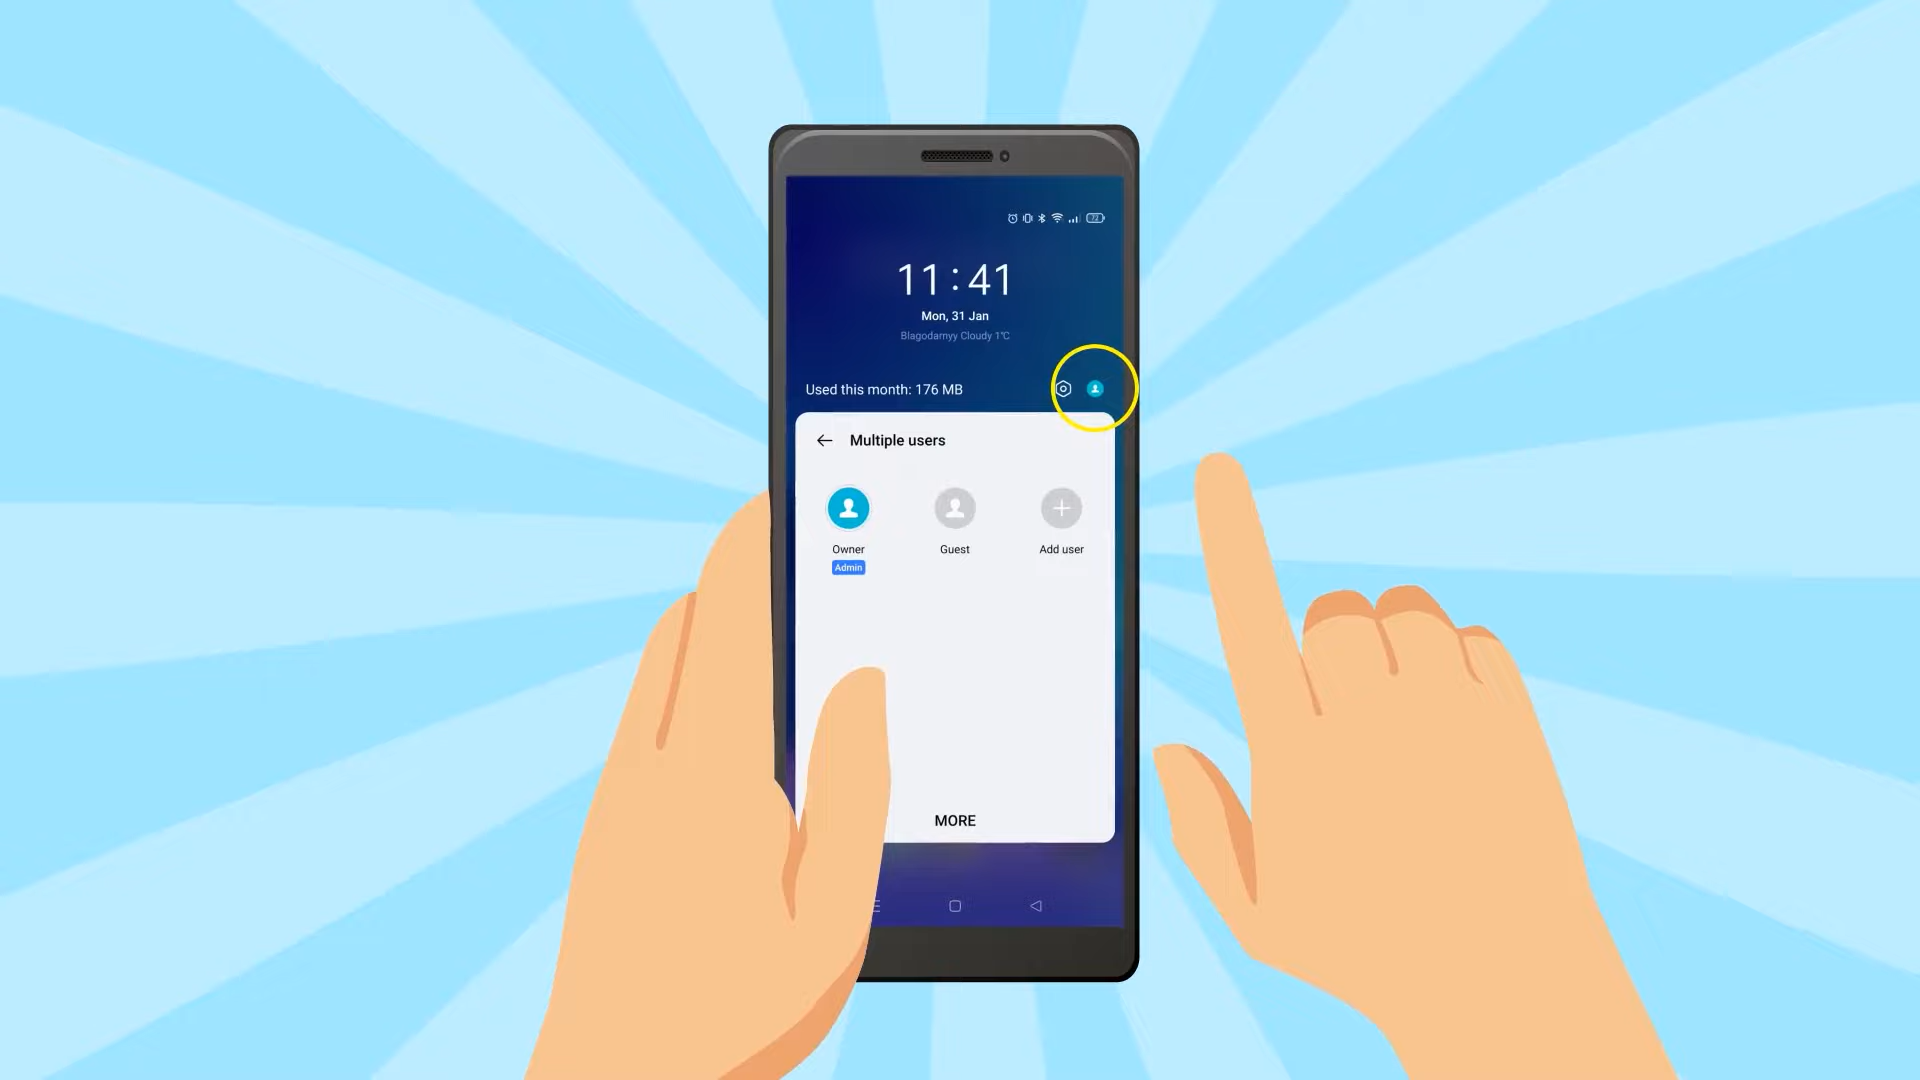 72
11:41
Mon, 31 Jan
Blagodarnyy Cloudy 1°C
Used this month: 176 MB
Multiple users
Owner
Guest
Add user
Admin
MORE